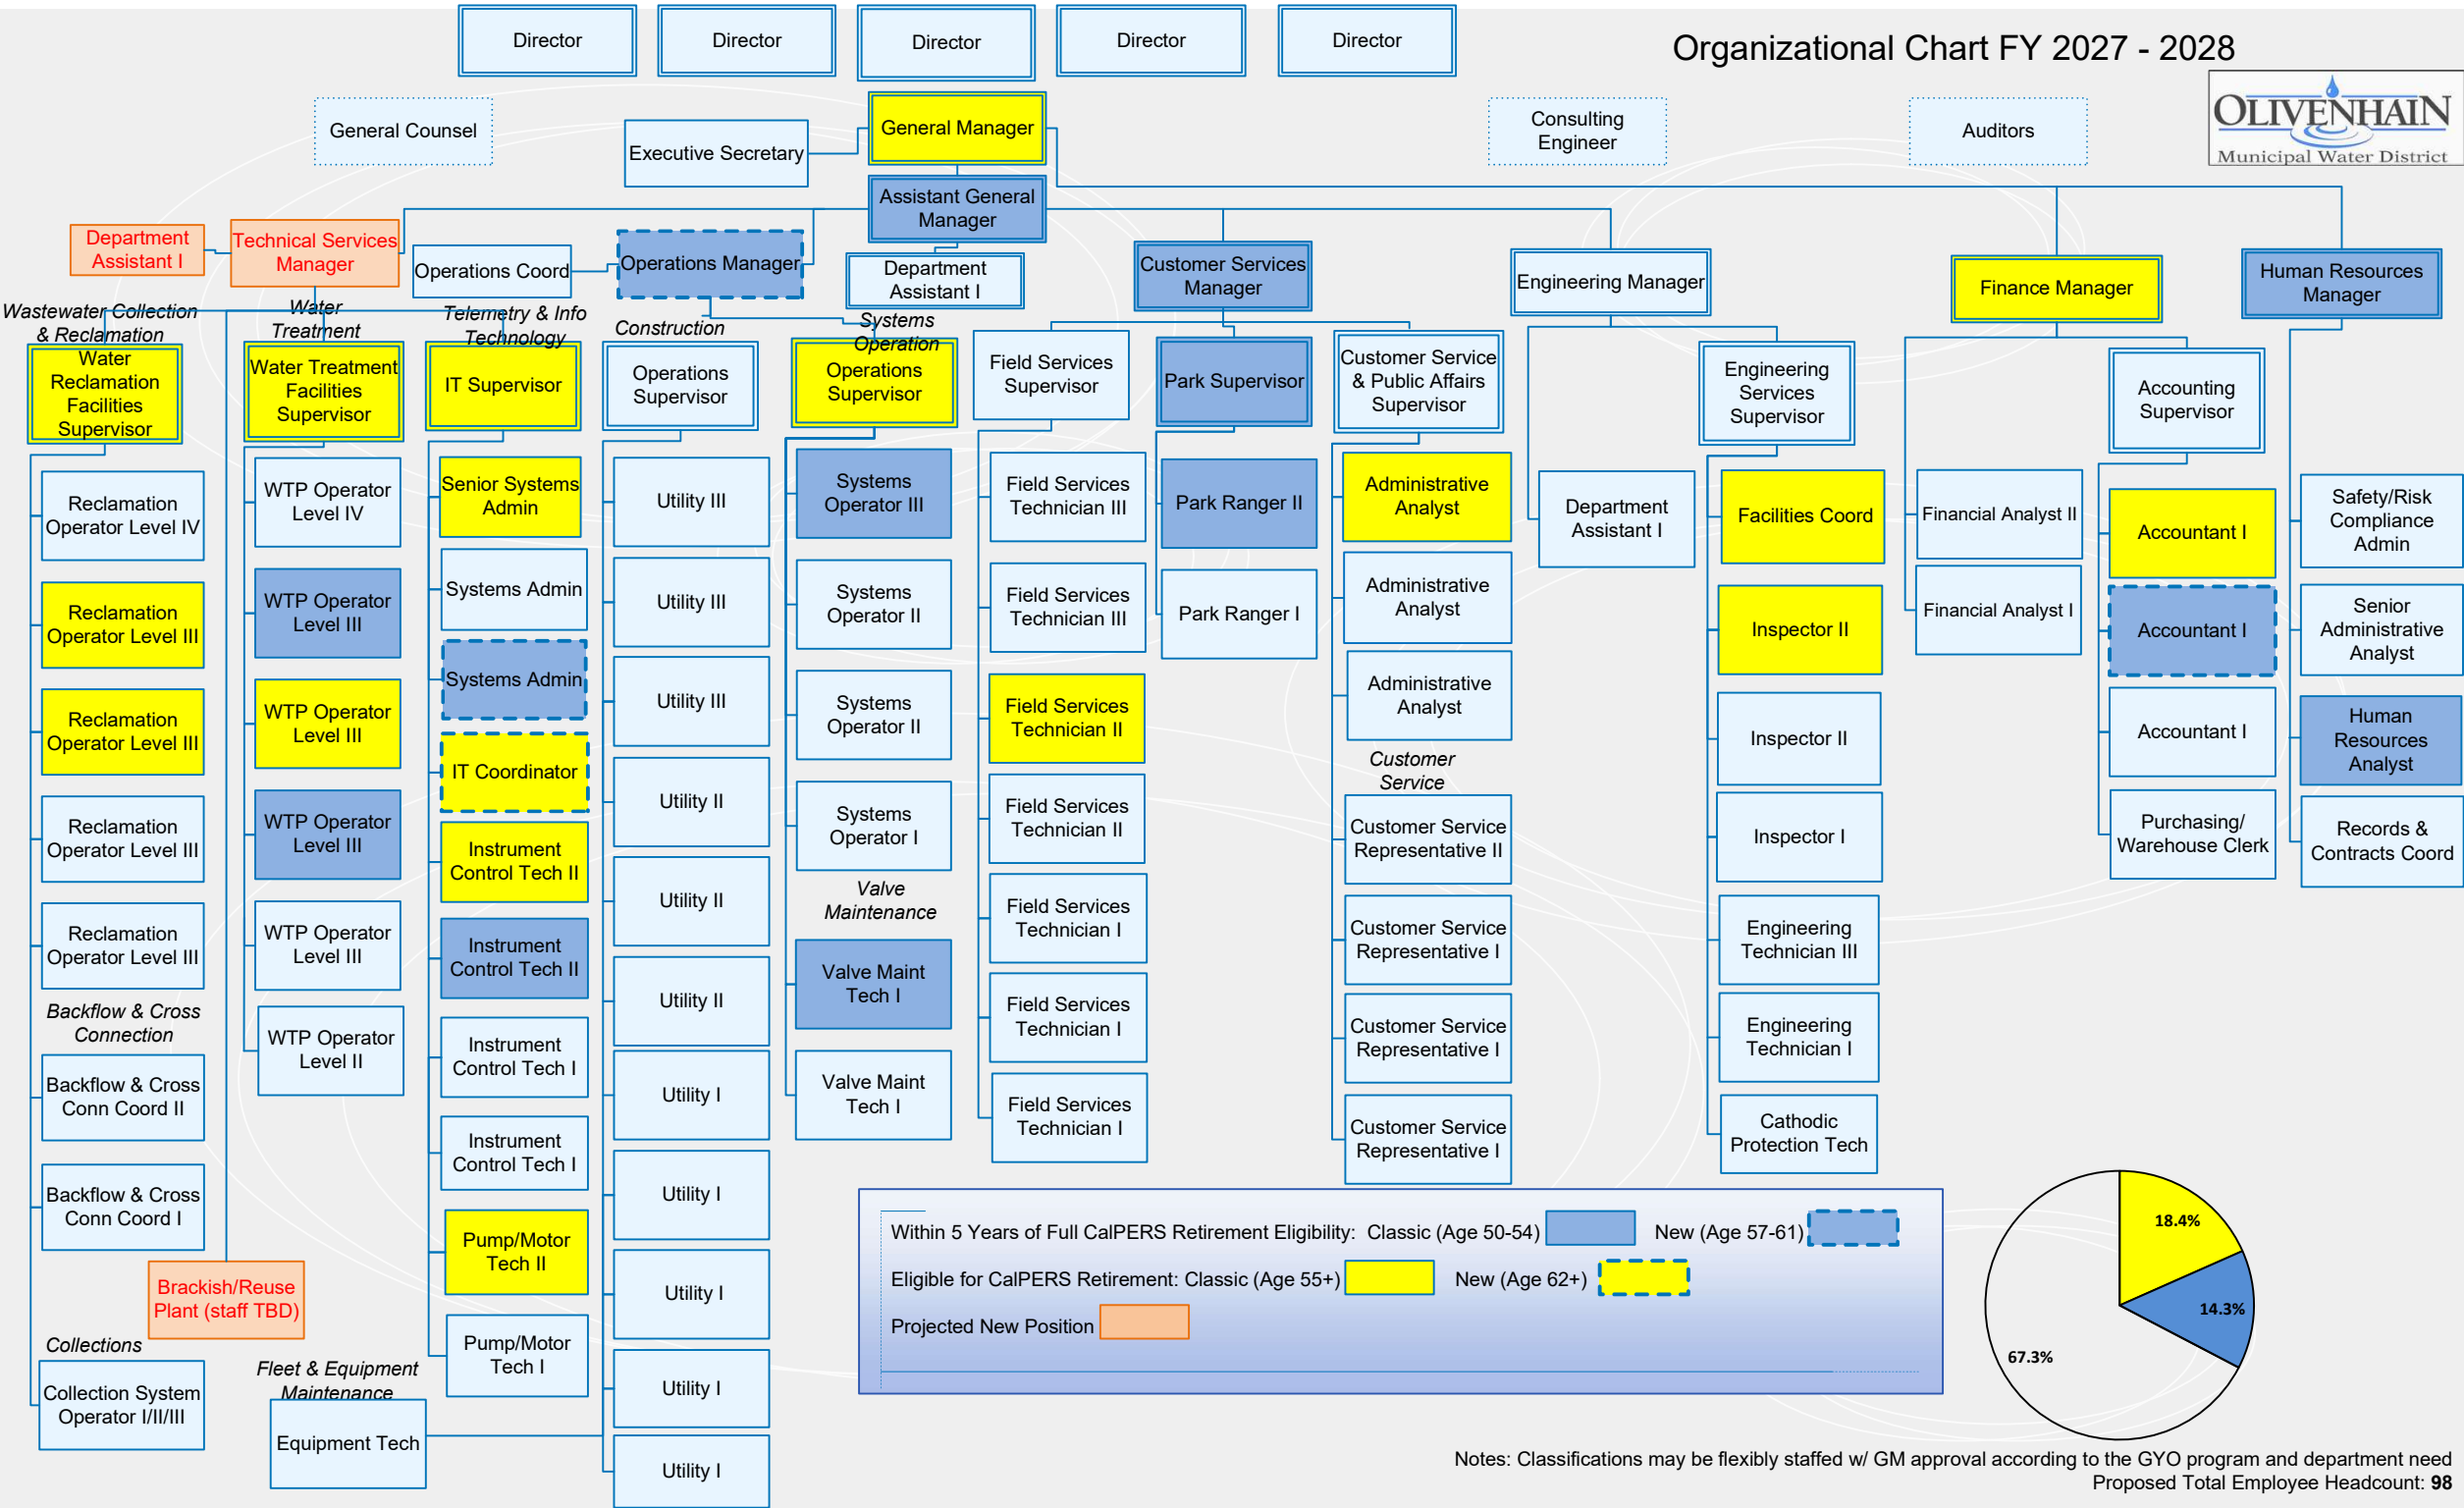 Director
Director
Director
Director
Director
Organizational Chart FY 2027 - 2028
OLIVENHAIN
Municipal Water District
General Counsel
Executive Secretary
General Manager
Consulting
Engineer
Auditors
Assistant General
Manager
Department
Assistant I
Technical Services
Manager
Operations Coord
Operations Manager
Department
Assistant I
Customer Services
Manager
Engineering Manager
Finance Manager
Human Resources
Manager
Wastewater Collection
& Reclamation
Water
Reclamation
Facilities
Supervisor
Reclamation
Operator Level IV
Reclamation
Operator Level III
Reclamation
Operator Level III
Reclamation
Operator Level III
Reclamation
Operator Level III
Backflow & Cross
Connection
Backflow & Cross
Conn Coord II
Backflow & Cross
Conn Coord I
Brackish/Reuse
Plant (staff TBD)
Collections
Collection System
Operator I/II/III
Water
Treatment
Water Treatment
Facilities
Supervisor
WTP Operator
Level IV
WTP Operator
Level III
WTP Operator
Level III
WTP Operator
Level III
WTP Operator
Level III
WTP Operator
Level II
Fleet & Equipment
Maintenance
Equipment Tech
Telemetry & Info
Technology
IT Supervisor
Senior Systems
Admin
Systems Admin
Systems Admin
IT Coordinator
Instrument
Control Tech II
Instrument
Control Tech II
Instrument
Control Tech I
Instrument
Control Tech I
Pump/Motor
Tech II
Pump/Motor
Tech I
Construction
Operations
Supervisor
Utility III
Utility III
Utility III
Utility II
Utility II
Utility II
Utility I
Utility I
Utility I
Utility I
Utility I
Systems
Operation
Operations
Supervisor
Systems
Operator III
Systems
Operator II
Systems
Operator II
Systems
Operator I
Valve
Maintenance
Valve Maint
Tech I
Valve Maint
Tech I
Field Services
Supervisor
Field Services
Technician III
Field Services
Technician III
Field Services
Technician II
Field Services
Technician II
Field Services
Technician I
Field Services
Technician I
Field Services
Technician I
Park Supervisor
Park Ranger II
Park Ranger I
Customer Service
& Public Affairs
Supervisor
Administrative
Analyst
Administrative
Analyst
Administrative
Analyst
Customer
Service
Customer Service
Representative II
Customer Service
Representative I
Customer Service
Representative I
Customer Service
Representative I
Department
Assistant I
Engineering
Services
Supervisor
Facilities Coord
Inspector II
Inspector II
Inspector I
Engineering
Technician III
Engineering
Technician I
Cathodic
Protection Tech
Financial Analyst II
Financial Analyst I
Accounting
Supervisor
Accountant I
Accountant I
Accountant I
Purchasing/
Warehouse Clerk
Safety/Risk
Compliance
Admin
Senior
Administrative
Analyst
Human
Resources
Analyst
Records &
Contracts Coord
Within 5 Years of Full CalPERS Retirement Eligibility: Classic (Age 50-54) New (Age 57-61)
Eligible for CalPERS Retirement: Classic (Age 55+) New (Age 62+)
Projected New Position
18.4%
14.3%
67.3%
Notes: Classifications may be flexibly staffed w/ GM approval according to the GYO program and department need
Proposed Total Employee Headcount: 98